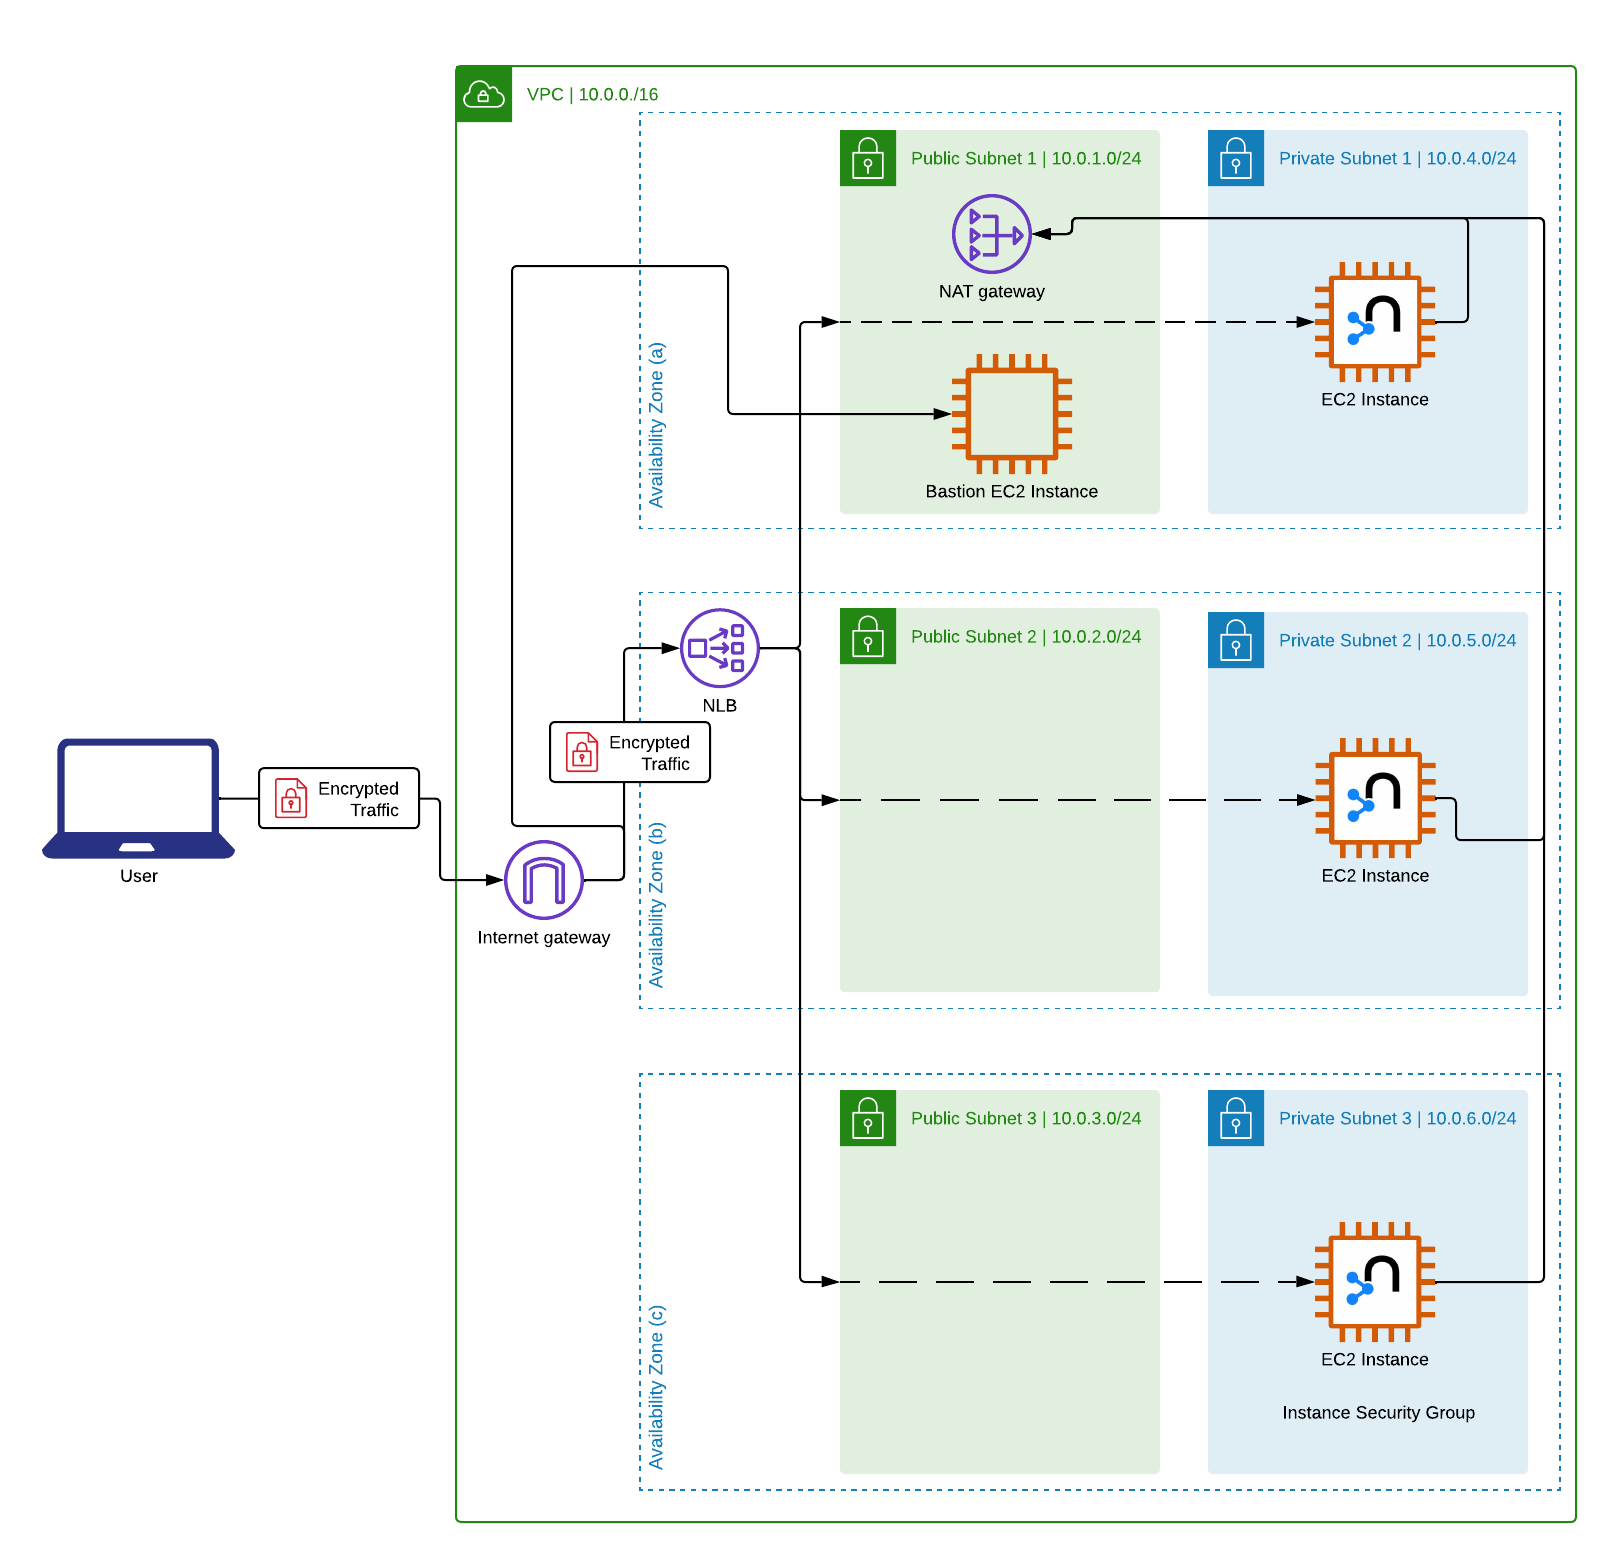 VPC | 10.0.0./16
Availability Zone (a)
Public Subnet 1 | 10.0.1.0/24
NAT gateway
Bastion EC2 Instance
Private Subnet 1 | 10.0.4.0/24
EC2 Instance
User
Encrypted
Traffic
Internet gateway
Encrypted
Traffic
NLB
Availability Zone (b)
Public Subnet 2 | 10.0.2.0/24
Private Subnet 2 | 10.0.5.0/24
EC2 Instance
Availability Zone (c)
Public Subnet 3 | 10.0.3.0/24
Private Subnet 3 | 10.0.6.0/24
EC2 Instance
Instance Security Group